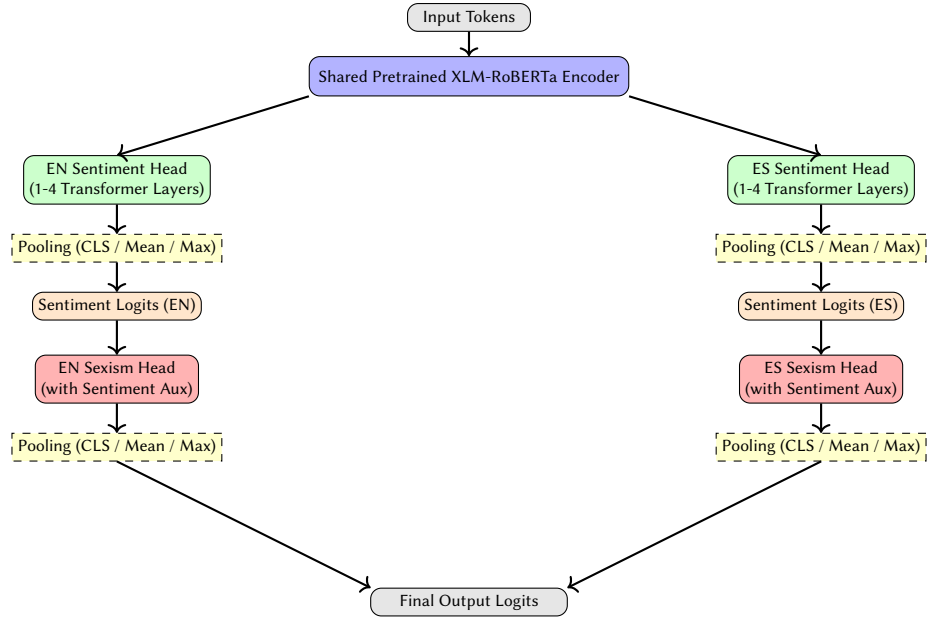 Input Tokens
Shared Pretrained XLM-RoBERTa Encoder
EN Sentiment Head
(1-4 Transformer Layers)
Pooling (CLS / Mean / Max)
Sentiment Logits (EN)
EN Sexism Head
(with Sentiment Aux)
Pooling (CLS / Mean / Max)
ES Sentiment Head
(1-4 Transformer Layers)
Pooling (CLS / Mean / Max)
Sentiment Logits (ES)
ES Sexism Head
(with Sentiment Aux)
Pooling (CLS / Mean / Max)
Final Output Logits